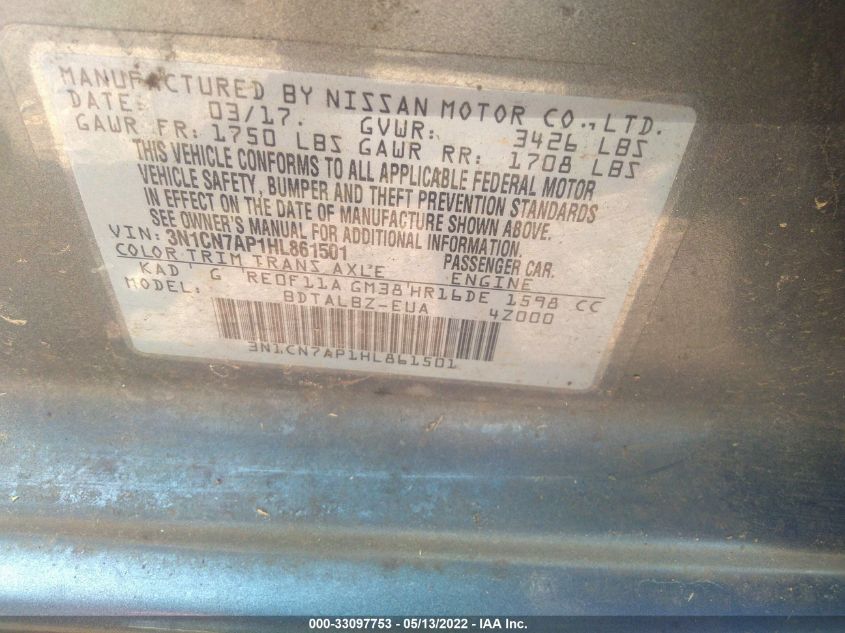 MANUFACTURED BY NISSAN MOTOR CO., LTD.
DATE: 03/17. GVWR: 3426 LBS
GAWR FR: 1750 LBS GAWR RR: 1708 LBS
THIS VEHICLE CONFORMS TO ALL APPLICABLE FEDERAL MOTOR
VEHICLE SAFETY, BUMPER AND THEFT PREVENTION STANDARDS
IN EFFECT ON THE DATE OF MANUFACTURE SHOWN ABOVE.
SEE OWNER'S MANUAL FOR ADDITIONAL INFORMATION.
VIN: 3N1CN7AP1HL861501 PASSENGER CAR.
COLOR TRIM TRANS AXLE ENGINE
KAD G RE0F11A GM38 HR16DE 1598 CC
MODEL: BDTALBZ-EUA 4Z000
3N1CN7AP1HL861501
000-33097753 - 05/13/2022 - IAA Inc.